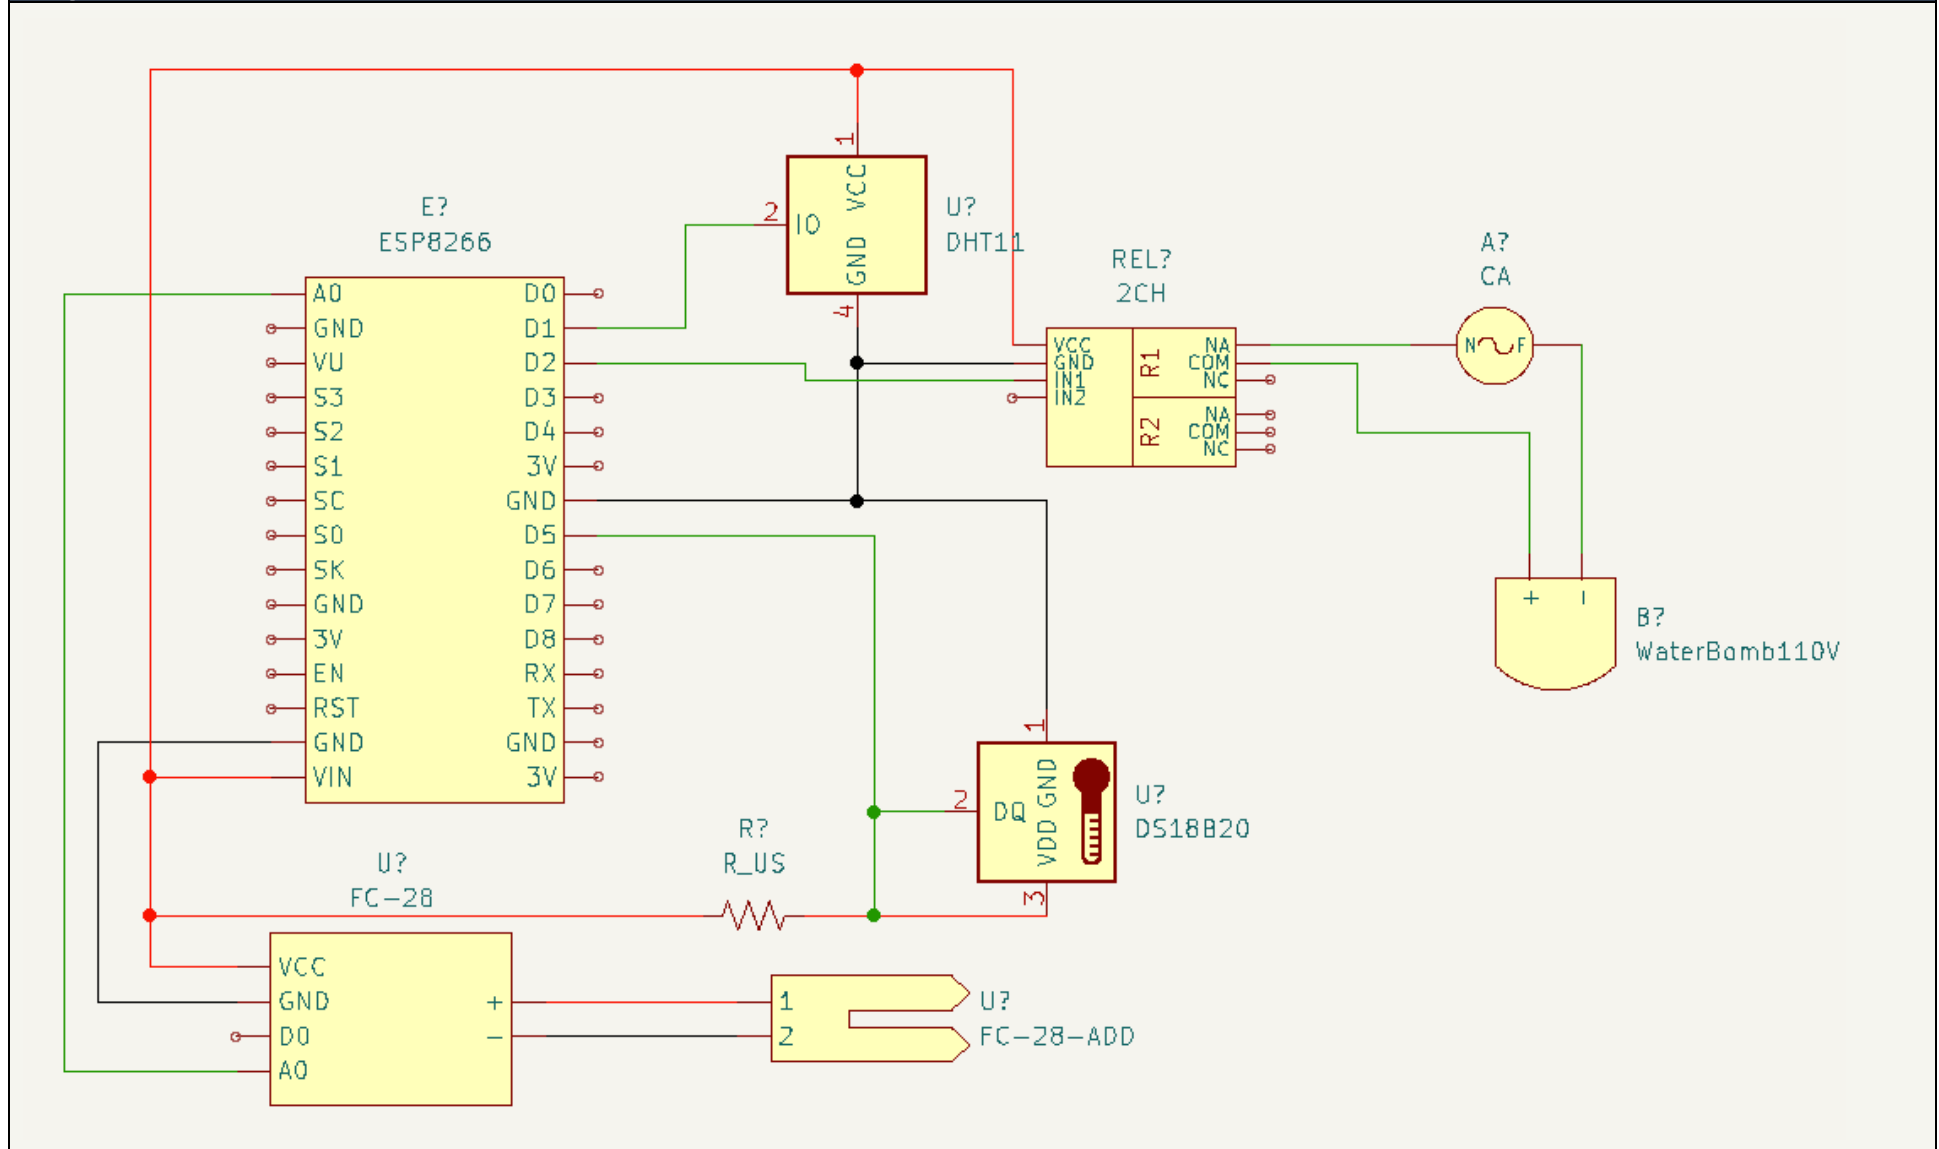 E?
ESP8266
A0
GND
VU
S3
S2
S1
SC
S0
SK
GND
3V
EN
RST
GND
VIN
D0
D1
D2
D3
D4
3V
GND
D5
D6
D7
D8
RX
TX
GND
3V
1
VCC
2
IO
GND
4
U?
DHT11
REL?
2CH
VCC
GND
IN1
IN2
R1
NA
COM
NC
R2
NA
COM
NC
A?
CA
N
F
+
-
B?
WaterBomb110V
1
2
DQ
VDD GND
3
U?
DS18B20
R?
R_US
U?
FC-28
VCC
GND
D0
A0
+
-
1
2
U?
FC-28-ADD